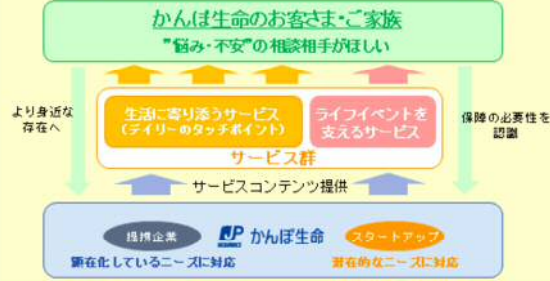 かんぽ生命のお客さま・ご家族
"悩み・不安"の相談相手がほしい
より身近な
存在へ
生活に寄り添うサービス
(デイリーのタッチポイント)
ライフイベントを
支えるサービス
サービス群
保障の必要性を
認識
サービスコンテンツ提供
提携企業
JP
INSURANCE
かんぽ生命
スタートアップ
顕在化しているニーズに対応
潜在的なニーズに対応